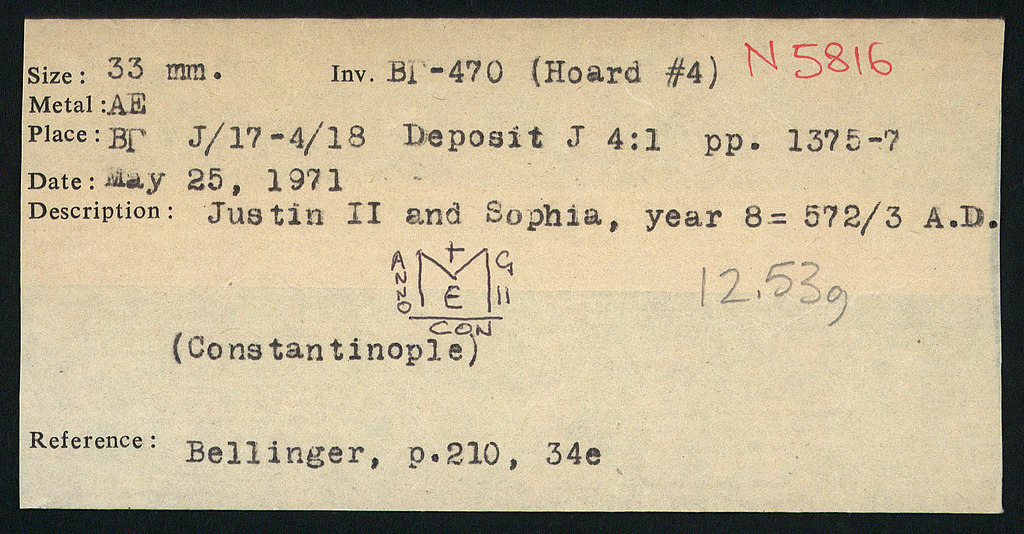 Size: 33 mm. Inv. ΒΓ-470 (Hoard #4) N 5816
Metal: AE
Place: ΒΓ J/17-4/18 Deposit J 4:1 pp. 1375-7
Date: May 25, 1971
Description: Justin II and Sophia, year 8= 572/3 A.D.
+
ANNO M G II
E
CON
12.53g
(Constantinople)
Reference: Bellinger, p.210, 34e